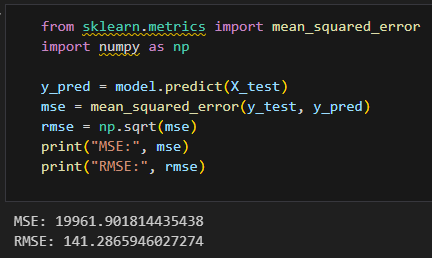 from sklearn.metrics import mean_squared_error
import numpy as np
y_pred = model.predict(X_test)
mse = mean_squared_error(y_test, y_pred)
rmse = np.sqrt(mse)
print("MSE:", mse)
print("RMSE:", rmse)
MSE: 19961.901814435438
RMSE: 141.2865946027274